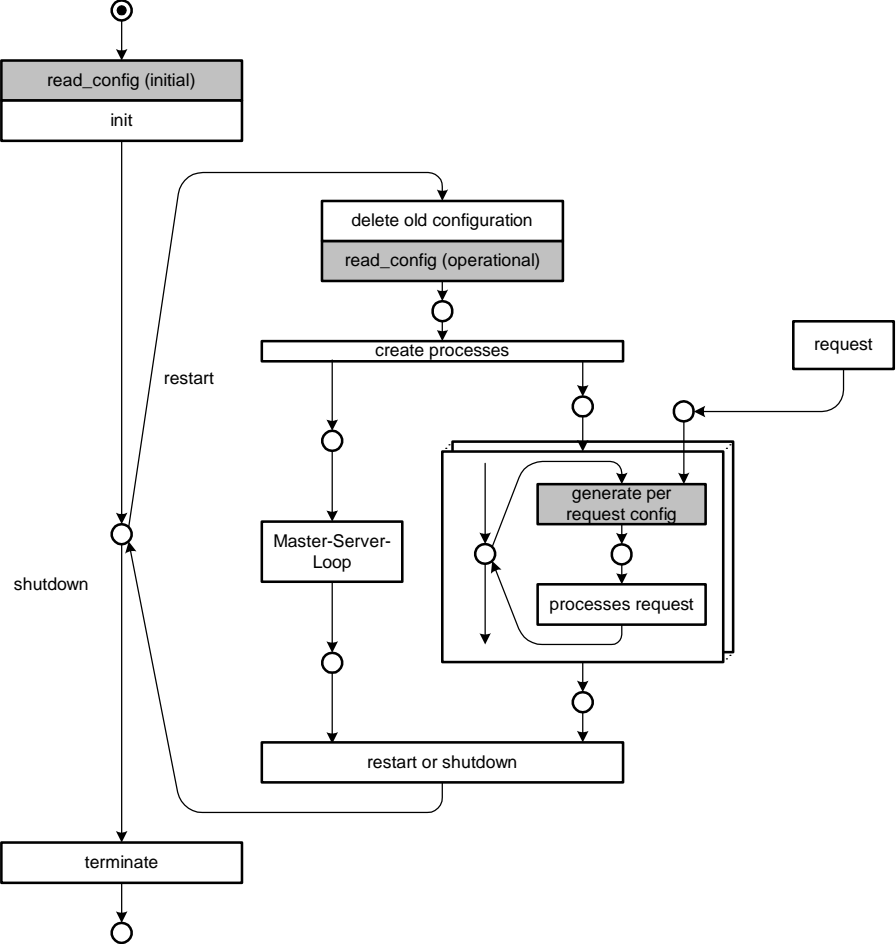 read_config (initial)
init
delete old configuration
read_config (operational)
create processes
request
restart
generate per
request config
Master-Server-
Loop
shutdown
processes request
restart or shutdown
terminate